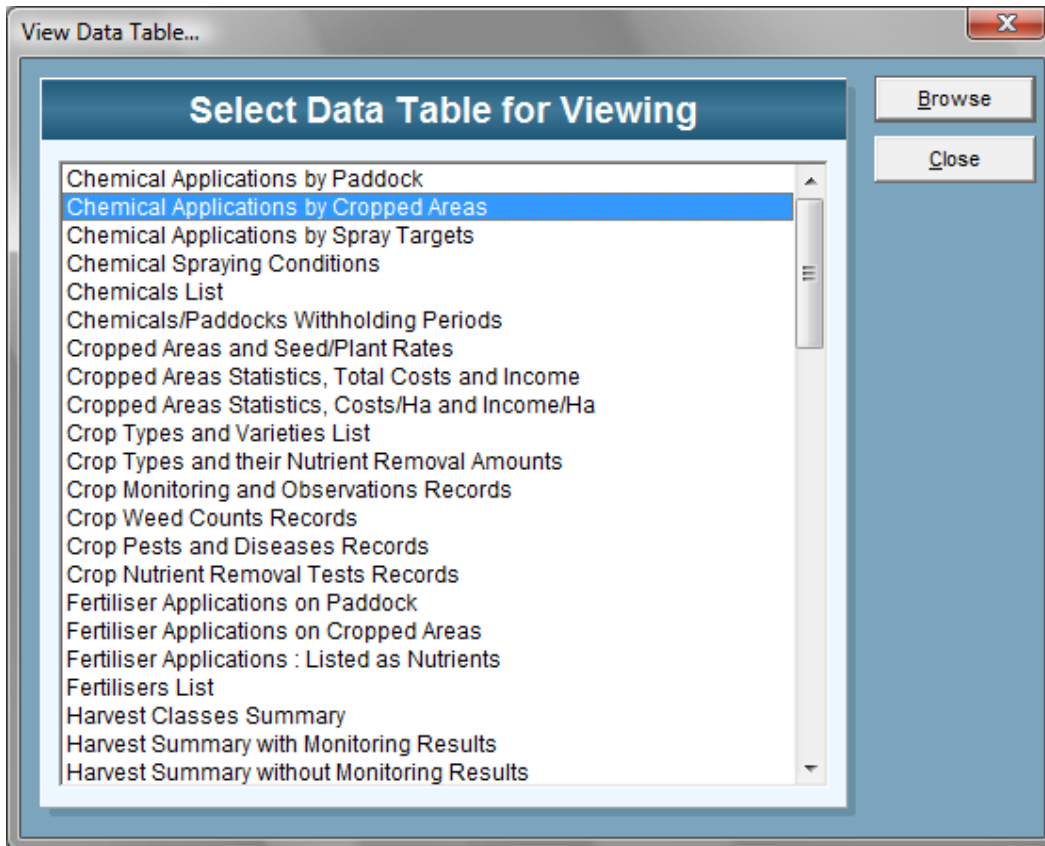 View Data Table...
Select Data Table for Viewing
Browse
Close
Chemical Applications by Paddock
Chemical Applications by Cropped Areas
Chemical Applications by Spray Targets
Chemical Spraying Conditions
Chemicals List
Chemicals/Paddocks Withholding Periods
Cropped Areas and Seed/Plant Rates
Cropped Areas Statistics, Total Costs and Income
Cropped Areas Statistics, Costs/Ha and Income/Ha
Crop Types and Varieties List
Crop Types and their Nutrient Removal Amounts
Crop Monitoring and Observations Records
Crop Weed Counts Records
Crop Pests and Diseases Records
Crop Nutrient Removal Tests Records
Fertiliser Applications on Paddock
Fertiliser Applications on Cropped Areas
Fertiliser Applications : Listed as Nutrients
Fertilisers List
Harvest Classes Summary
Harvest Summary with Monitoring Results
Harvest Summary without Monitoring Results